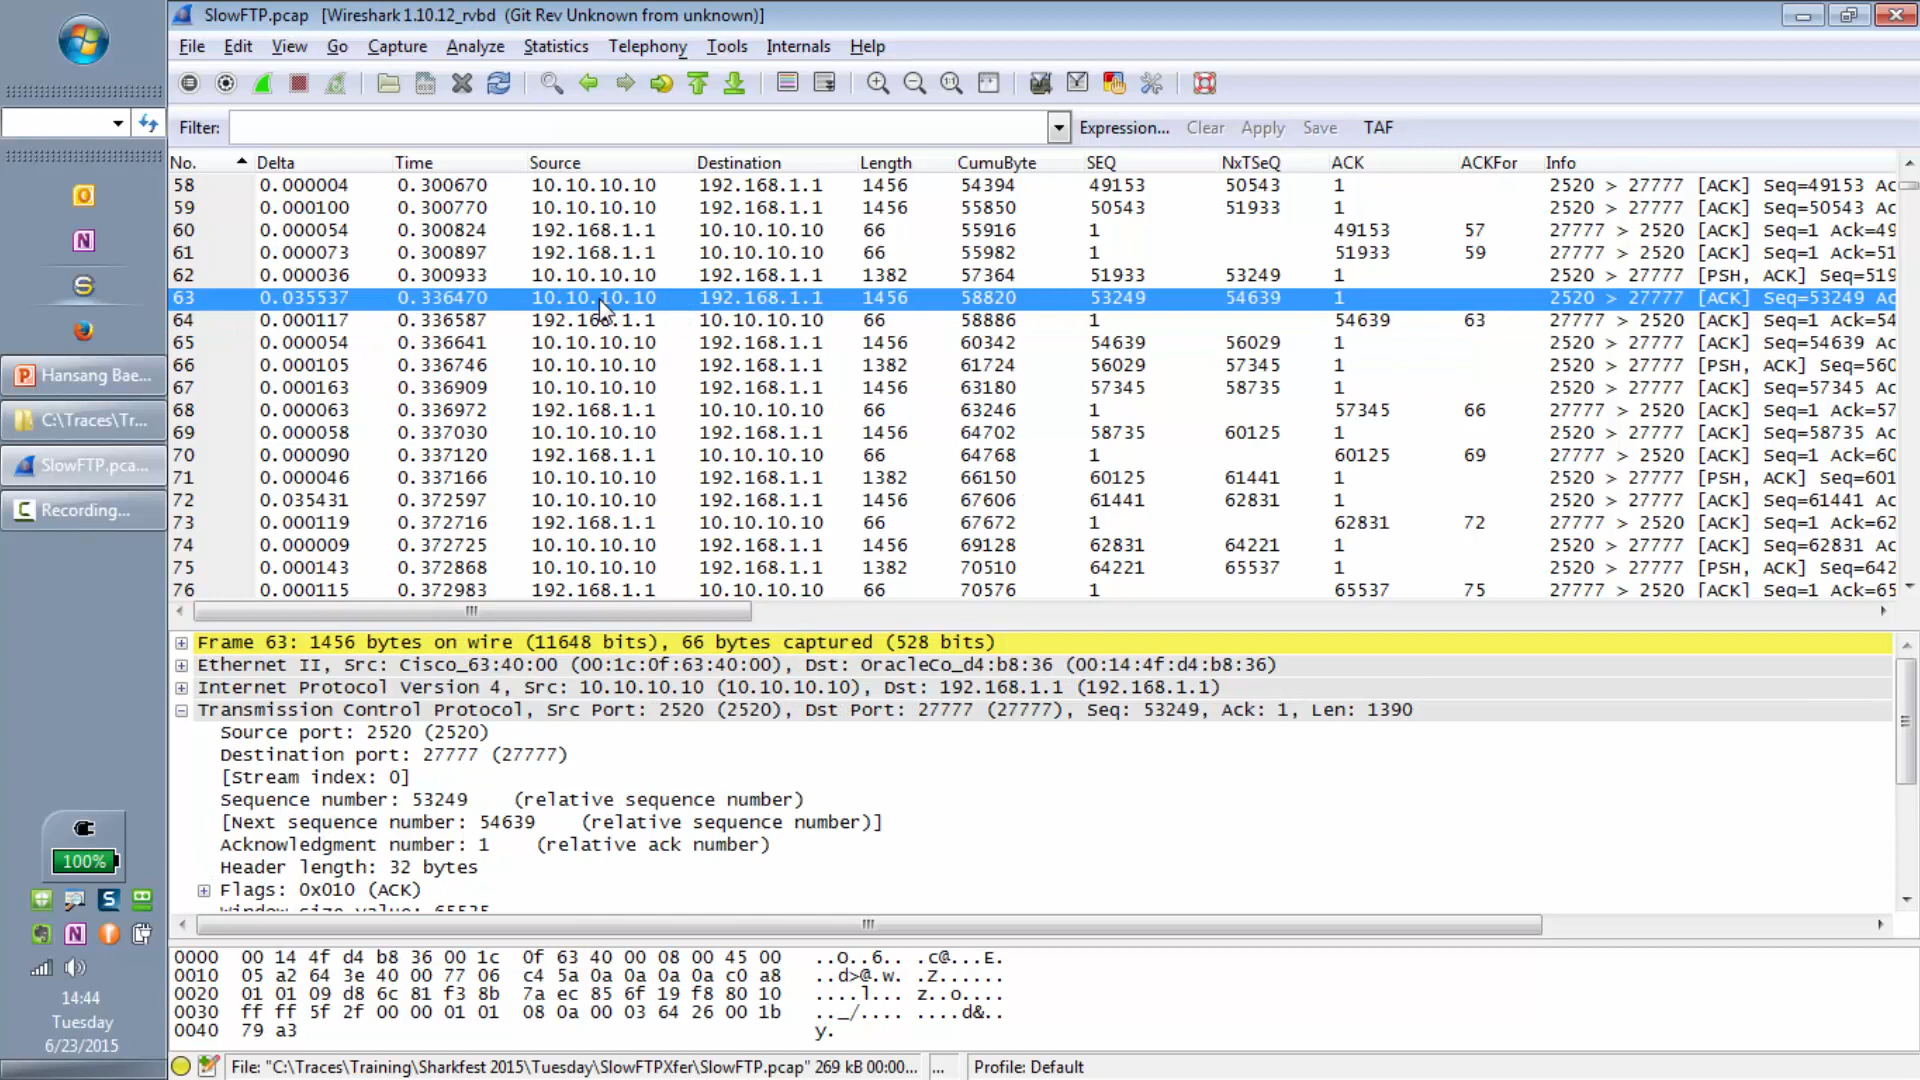 SlowFTP.pcap [Wireshark 1.10.12_rvbd (Git Rev Unknown from unknown)]
File Edit View Go Capture Analyze Statistics Telephony Tools Internals Help
Filter: Expression... Clear Apply Save TAF
No. Delta Time Source Destination Length CumuByte SEQ NxTSeQ ACK ACKFor Info
58 0.000004 0.300670 10.10.10.10 192.168.1.1 1456 54394 49153 50543 1 2520 > 27777 [ACK] Seq=49153 Ac
59 0.000100 0.300770 10.10.10.10 192.168.1.1 1456 55850 50543 51933 1 2520 > 27777 [ACK] Seq=50543 Ac
60 0.000054 0.300824 192.168.1.1 10.10.10.10 66 55916 1 49153 57 27777 > 2520 [ACK] Seq=1 Ack=49
61 0.000073 0.300897 192.168.1.1 10.10.10.10 66 55982 1 51933 59 27777 > 2520 [ACK] Seq=1 Ack=51
62 0.000036 0.300933 10.10.10.10 192.168.1.1 1382 57364 51933 53249 1 2520 > 27777 [PSH, ACK] Seq=519
63 0.035537 0.336470 10.10.10.10 192.168.1.1 1456 58820 53249 54639 1 2520 > 27777 [ACK] Seq=53249 Ac
64 0.000117 0.336587 192.168.1.1 10.10.10.10 66 58886 1 54639 63 27777 > 2520 [ACK] Seq=1 Ack=54
65 0.000054 0.336641 10.10.10.10 192.168.1.1 1456 60342 54639 56029 1 2520 > 27777 [ACK] Seq=54639 Ac
66 0.000105 0.336746 10.10.10.10 192.168.1.1 1382 61724 56029 57345 1 2520 > 27777 [PSH, ACK] Seq=560
67 0.000163 0.336909 10.10.10.10 192.168.1.1 1456 63180 57345 58735 1 2520 > 27777 [ACK] Seq=57345 Ac
68 0.000063 0.336972 192.168.1.1 10.10.10.10 66 63246 1 57345 66 27777 > 2520 [ACK] Seq=1 Ack=57
69 0.000058 0.337030 10.10.10.10 192.168.1.1 1456 64702 58735 60125 1 2520 > 27777 [ACK] Seq=58735 Ac
70 0.000090 0.337120 192.168.1.1 10.10.10.10 66 64768 1 60125 69 27777 > 2520 [ACK] Seq=1 Ack=60
71 0.000046 0.337166 10.10.10.10 192.168.1.1 1382 66150 60125 61441 1 2520 > 27777 [PSH, ACK] Seq=601
72 0.035431 0.372597 10.10.10.10 192.168.1.1 1456 67606 61441 62831 1 2520 > 27777 [ACK] Seq=61441 Ac
73 0.000119 0.372716 192.168.1.1 10.10.10.10 66 67672 1 62831 72 27777 > 2520 [ACK] Seq=1 Ack=62
74 0.000009 0.372725 10.10.10.10 192.168.1.1 1456 69128 62831 64221 1 2520 > 27777 [ACK] Seq=62831 Ac
75 0.000143 0.372868 10.10.10.10 192.168.1.1 1382 70510 64221 65537 1 2520 > 27777 [PSH, ACK] Seq=642
76 0.000115 0.372983 192.168.1.1 10.10.10.10 66 70576 1 65537 75 27777 > 2520 [ACK] Seq=1 Ack=65
Frame 63: 1456 bytes on wire (11648 bits), 66 bytes captured (528 bits)
Ethernet II, Src: Cisco_63:40:00 (00:1c:0f:63:40:00), Dst: OracleCo_d4:b8:36 (00:14:4f:d4:b8:36)
Internet Protocol Version 4, Src: 10.10.10.10 (10.10.10.10), Dst: 192.168.1.1 (192.168.1.1)
Transmission Control Protocol, Src Port: 2520 (2520), Dst Port: 27777 (27777), Seq: 53249, Ack: 1, Len: 1390
Source port: 2520 (2520)
Destination port: 27777 (27777)
[Stream index: 0]
Sequence number: 53249 (relative sequence number)
[Next sequence number: 54639 (relative sequence number)]
Acknowledgment number: 1 (relative ack number)
Header length: 32 bytes
Flags: 0x010 (ACK)
Window size value: 65535
0000 00 14 4f d4 b8 36 00 1c 0f 63 40 00 08 00 45 00 ..O..6.. .c@...E.
0010 05 a2 64 3e 40 00 77 06 c4 5a 0a 0a 0a 0a c0 a8 ..d>@.w. .Z......
0020 01 01 09 d8 6c 81 f3 8b 7a ec 85 6f 19 f8 80 10 ....l... z..o....
0030 ff ff 5f 2f 00 00 01 01 08 0a 00 03 64 26 00 1b .._/.... ....d&..
0040 79 a3 y.
File: "C:\Traces\Training\Sharkfest 2015\Tuesday\SlowFTPXfer\SlowFTP.pcap" 269 kB 00:00... ... Profile: Default
Hansang Bae...
C:\Traces\Tr...
SlowFTP.pca...
Recording...
100%
14:44
Tuesday
6/23/2015